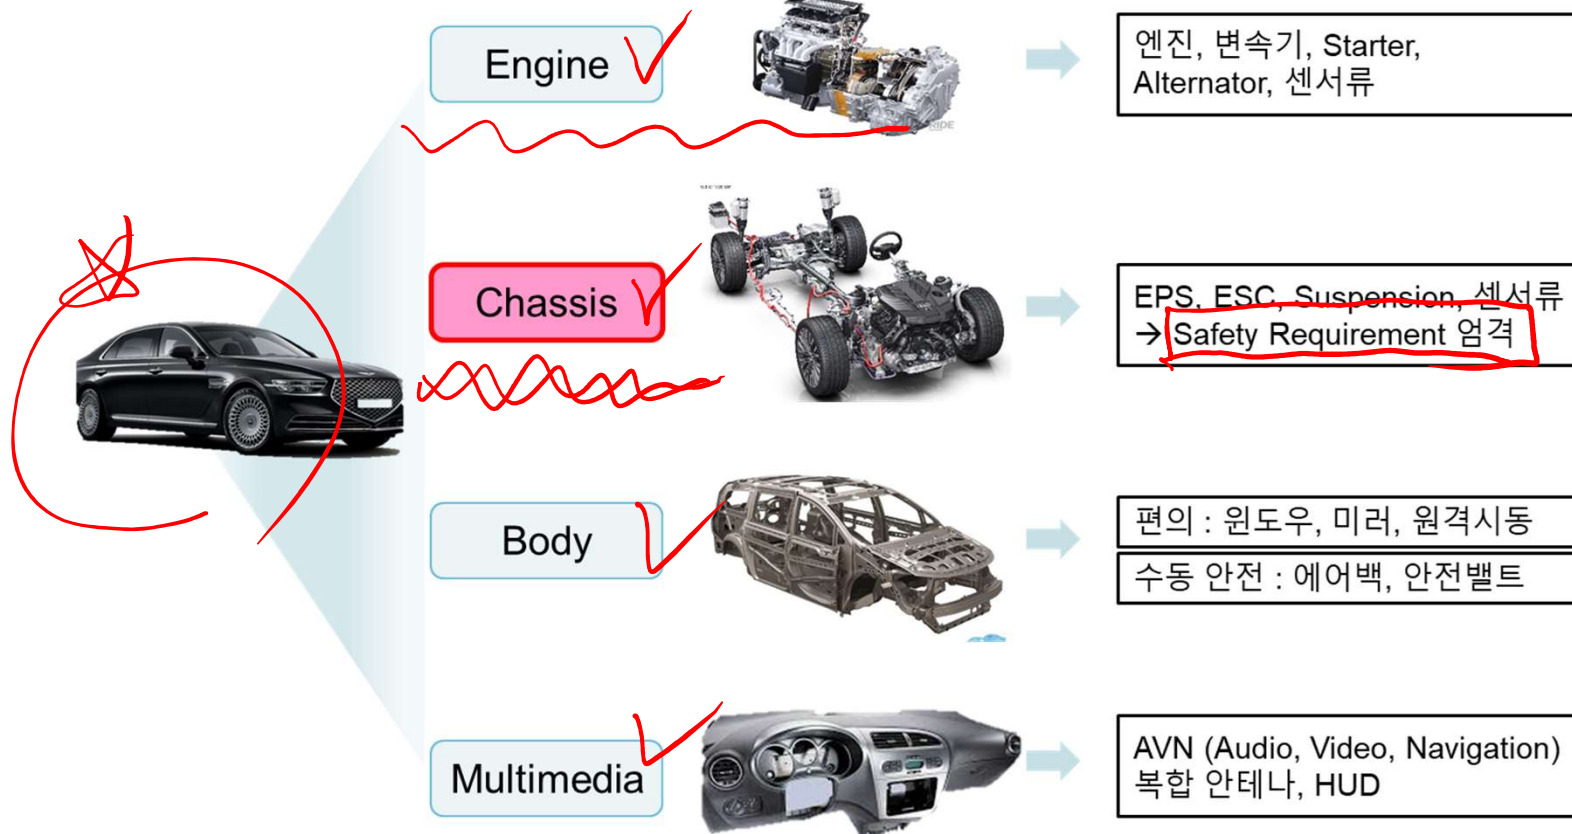 Engine
엔진, 변속기, Starter,
Alternator, 센서류
RIDE
Chassis
EPS, ESC, Suspension, 센서류
→ Safety Requirement 엄격
Body
편의 : 윈도우, 미러, 원격시동
수동 안전 : 에어백, 안전밸트
Multimedia
AVN (Audio, Video, Navigation)
복합 안테나, HUD